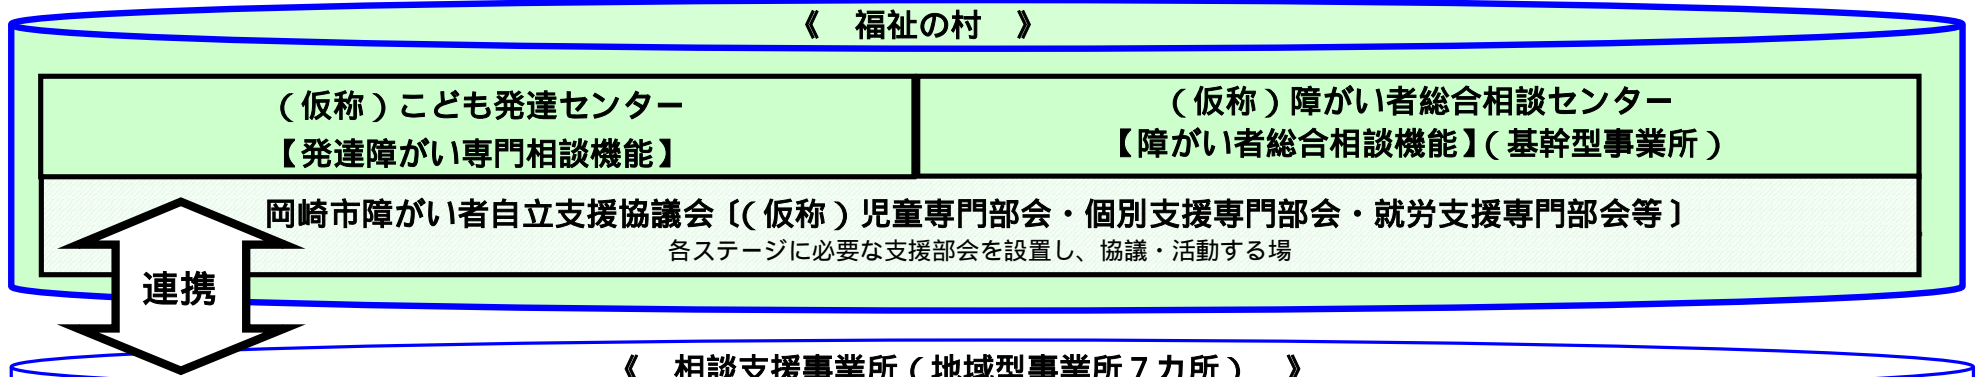 《　福祉の村　》
（仮称）こども発達センター
【発達障がい専門相談機能】
（仮称）障がい者総合相談センター
【障がい者総合相談機能】（基幹型事業所）
岡崎市障がい者自立支援協議会〔（仮称）児童専門部会・個別支援専門部会・就労支援専門部会等〕
各ステージに必要な支援部会を設置し、協議・活動する場
連携
《　相談支援事業所（地域型事業所７カ所）　》